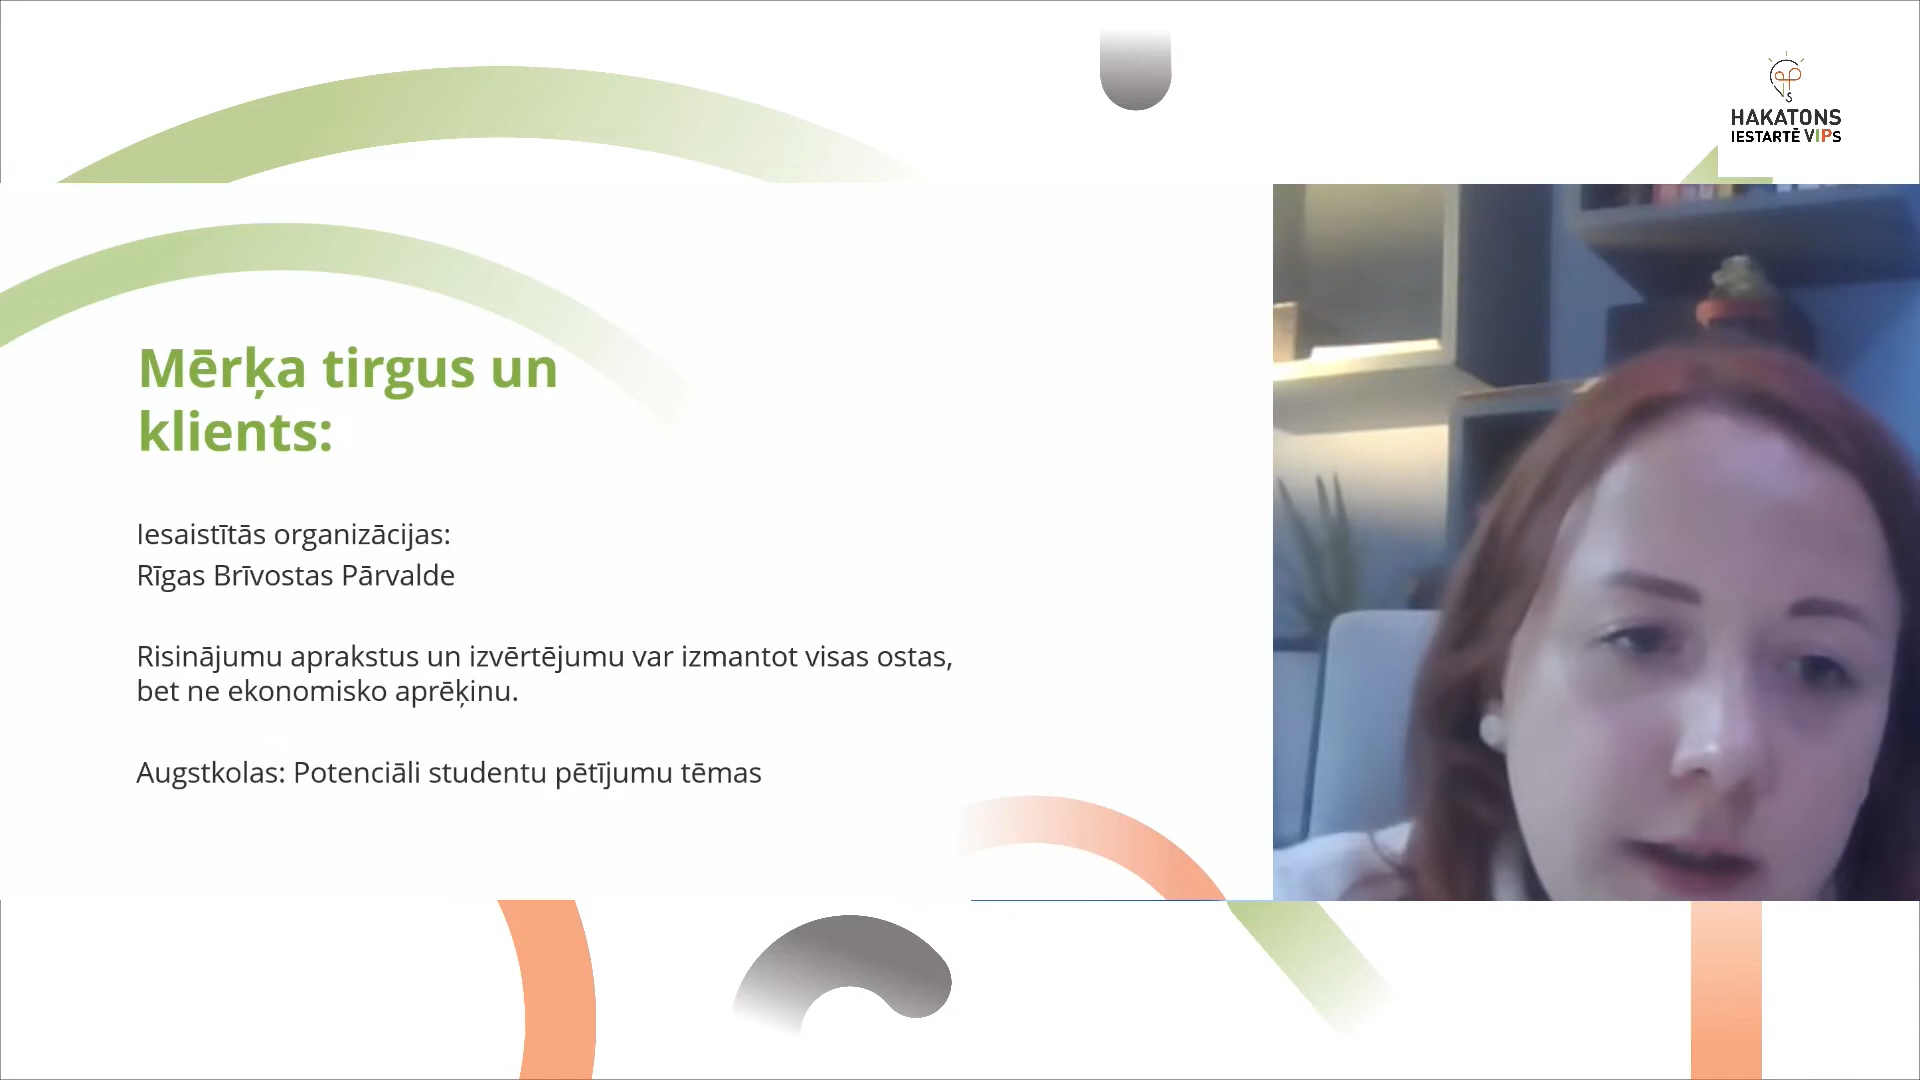 HAKATONS
IESTARTĒ VIPS
Mērķa tirgus un
klients:
Iesaistītās organizācijas:
Rīgas Brīvostas Pārvalde
Risinājumu aprakstus un izvērtējumu var izmantot visas ostas,
bet ne ekonomisko aprēķinu.
Augstkolas: Potenciāli studentu pētījumu tēmas